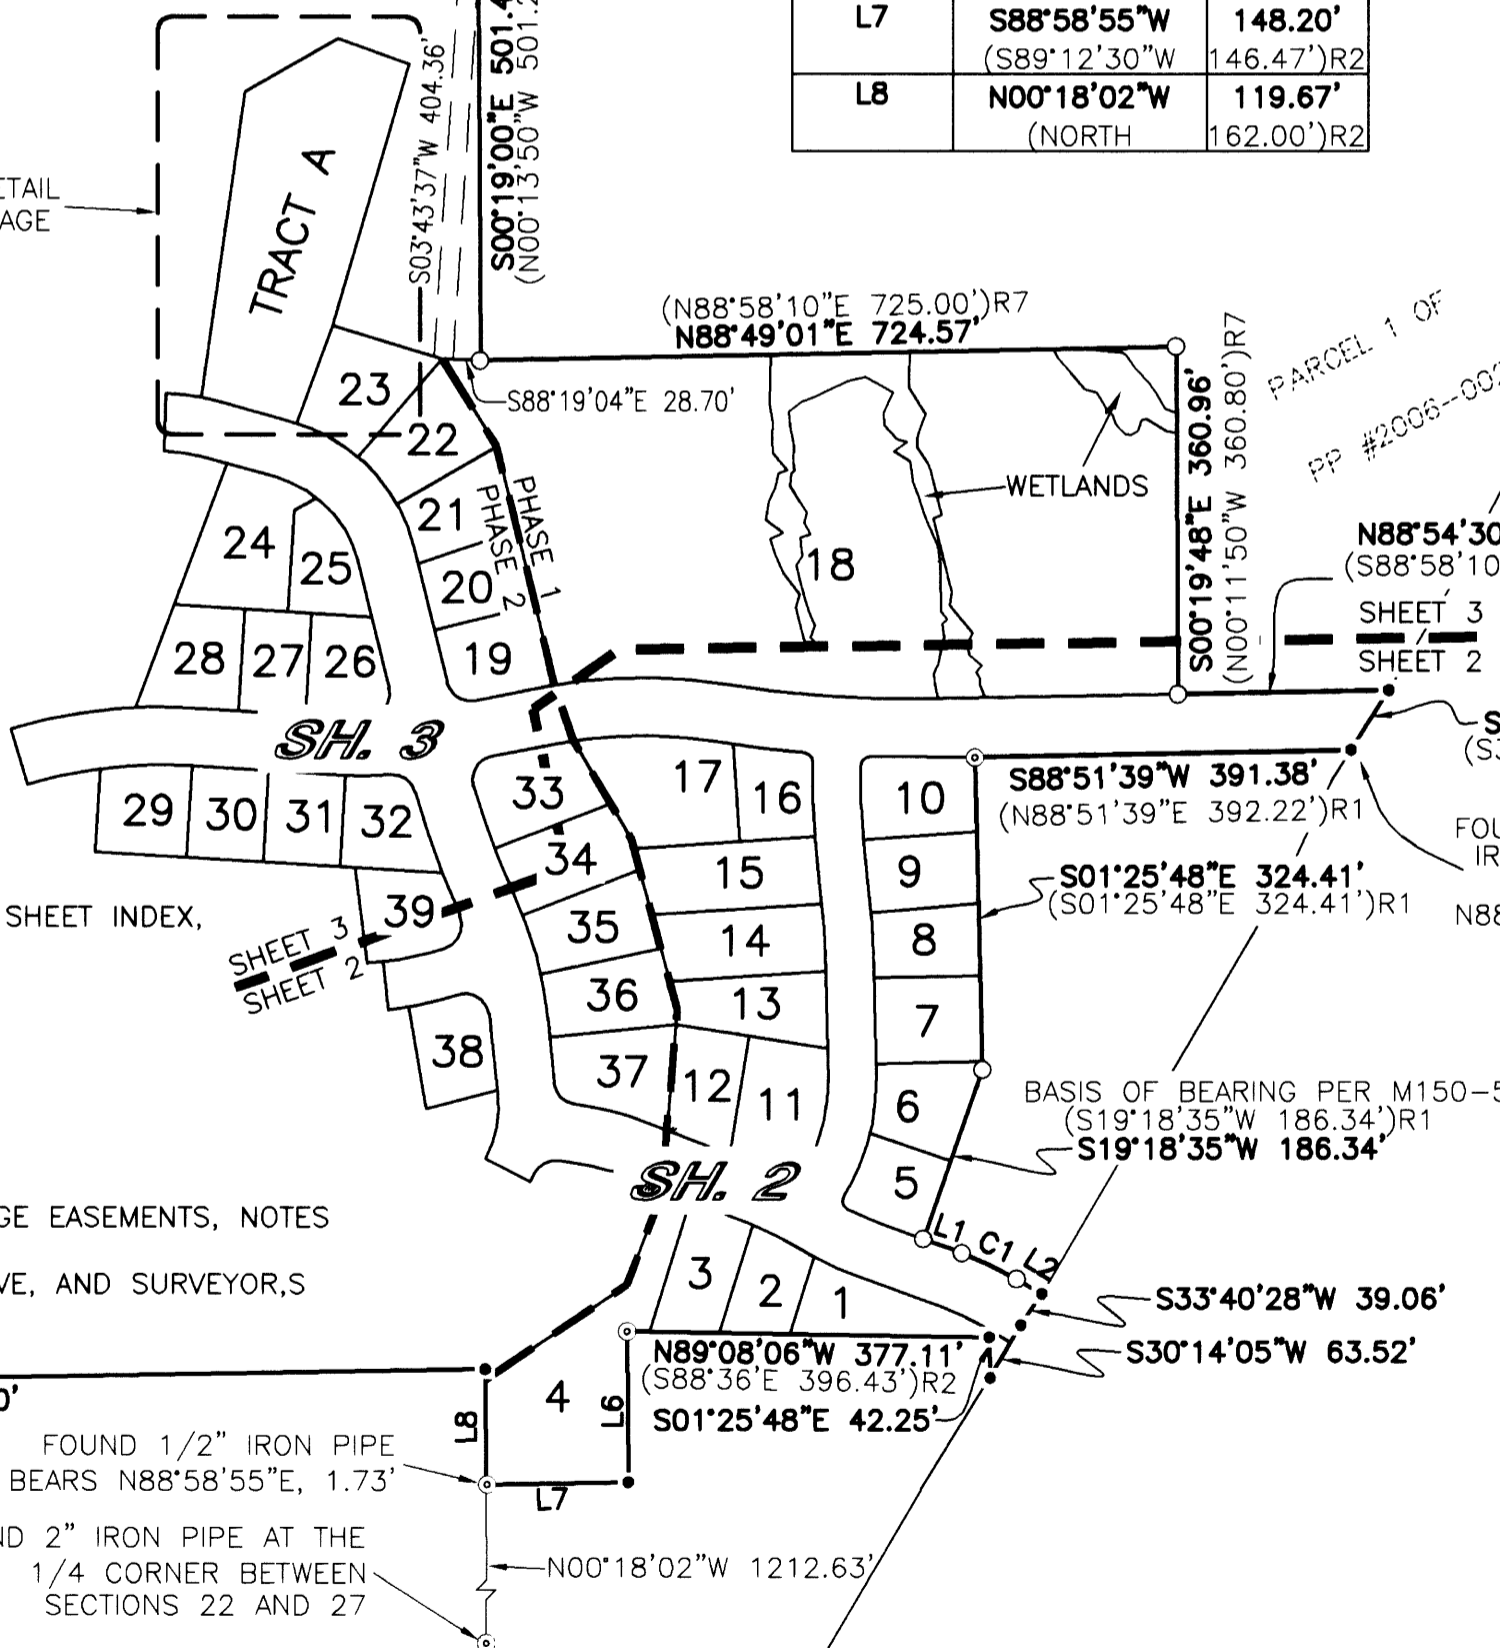 L7 S88°58'55"W 148.20'
(S89°12'30"W 146.47')R2
L8 N00°18'02"W 119.67'
(NORTH 162.00')R2
TRACT A
S03°43'37"W 404.36'
S00°19'00"E 501.4
(N00°13'50"W 501.2
ETAIL
AGE
(N88°58'10"E 725.00')R7
N88°49'01"E 724.57'
S88°19'04"E 28.70'
S00°19'48"E 360.96'
(N00°11'50"W 360.80')R7
PARCEL 1 OF
PP #2006-002
WETLANDS
N88°54'30
(S88°58'10
SHEET 3
SHEET 2
23
22
21
PHASE 1
PHASE 2
24
25
20
18
28
27
26
19
SH. 3
29
30
31
32
33
17
16
10
S88°51'39"W 391.38'
(N88°51'39"E 392.22')R1
S
(S3
FOU
IR
N88
34
15
9
S01°25'48"E 324.41'
(S01°25'48"E 324.41')R1
SHEET INDEX,
39
SHEET 3
SHEET 2
35
14
8
36
13
7
38
37
12
11
6
BASIS OF BEARING PER M150-5
(S19°18'35"W 186.34')R1
S19°18'35"W 186.34'
5
SH. 2
GE EASEMENTS, NOTES
VE, AND SURVEYOR,S
L1
C1
L2
3
2
1
S33°40'28"W 39.06'
S30°14'05"W 63.52'
N89°08'06"W 377.11'
(S88°36'E 396.43')R2
S01°25'48"E 42.25'
0'
4
L6
L8
L7
FOUND 1/2" IRON PIPE
BEARS N88°58'55"E, 1.73'
ND 2" IRON PIPE AT THE
1/4 CORNER BETWEEN
SECTIONS 22 AND 27
N00°18'02"W 1212.63'